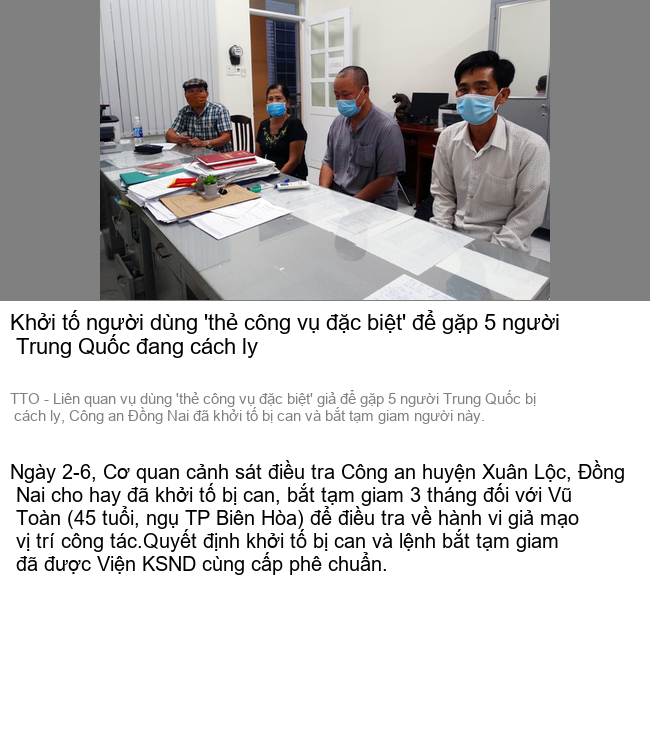 Khởi tố người dùng 'thẻ công vụ đặc biệt' để gặp 5 người
Trung Quốc đang cách ly
TTO - Liên quan vụ dùng 'thẻ công vụ đặc biệt' giả để gặp 5 người Trung Quốc bị
cách ly, Công an Đồng Nai đã khởi tố bị can và bắt tạm giam người này.
Ngày 2-6, Cơ quan cảnh sát điều tra Công an huyện Xuân Lộc, Đồng
Nai cho hay đã khởi tố bị can, bắt tạm giam 3 tháng đối với Vũ
Toàn (45 tuổi, ngụ TP Biên Hòa) để điều tra về hành vi giả mạo
vị trí công tác.Quyết định khởi tố bị can và lệnh bắt tạm giam
đã được Viện KSND cùng cấp phê chuẩn.